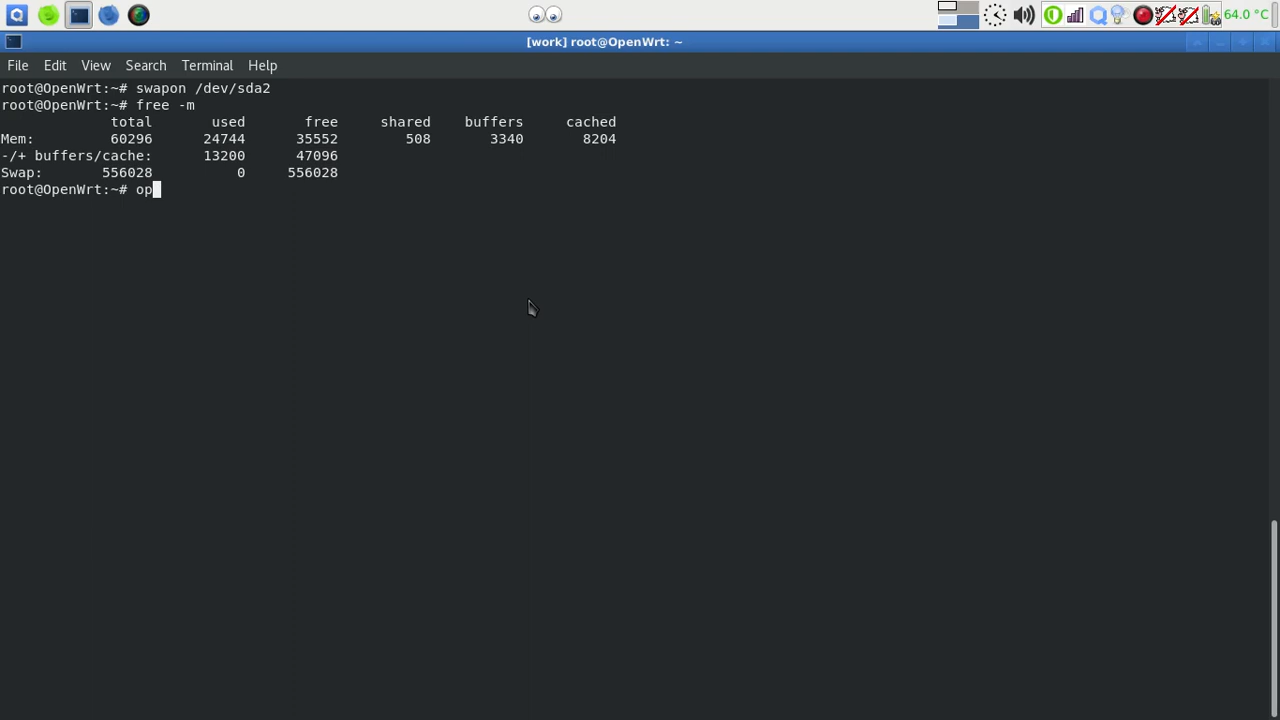 64.0 °C
[work] root@OpenWrt: ~
File Edit View Search Terminal Help
root@OpenWrt:~# swapon /dev/sda2
root@OpenWrt:~# free -m
             total       used       free     shared    buffers     cached
Mem:         60296      24744      35552        508       3340       8204
-/+ buffers/cache:      13200      47096
Swap:       556028          0     556028
root@OpenWrt:~# op